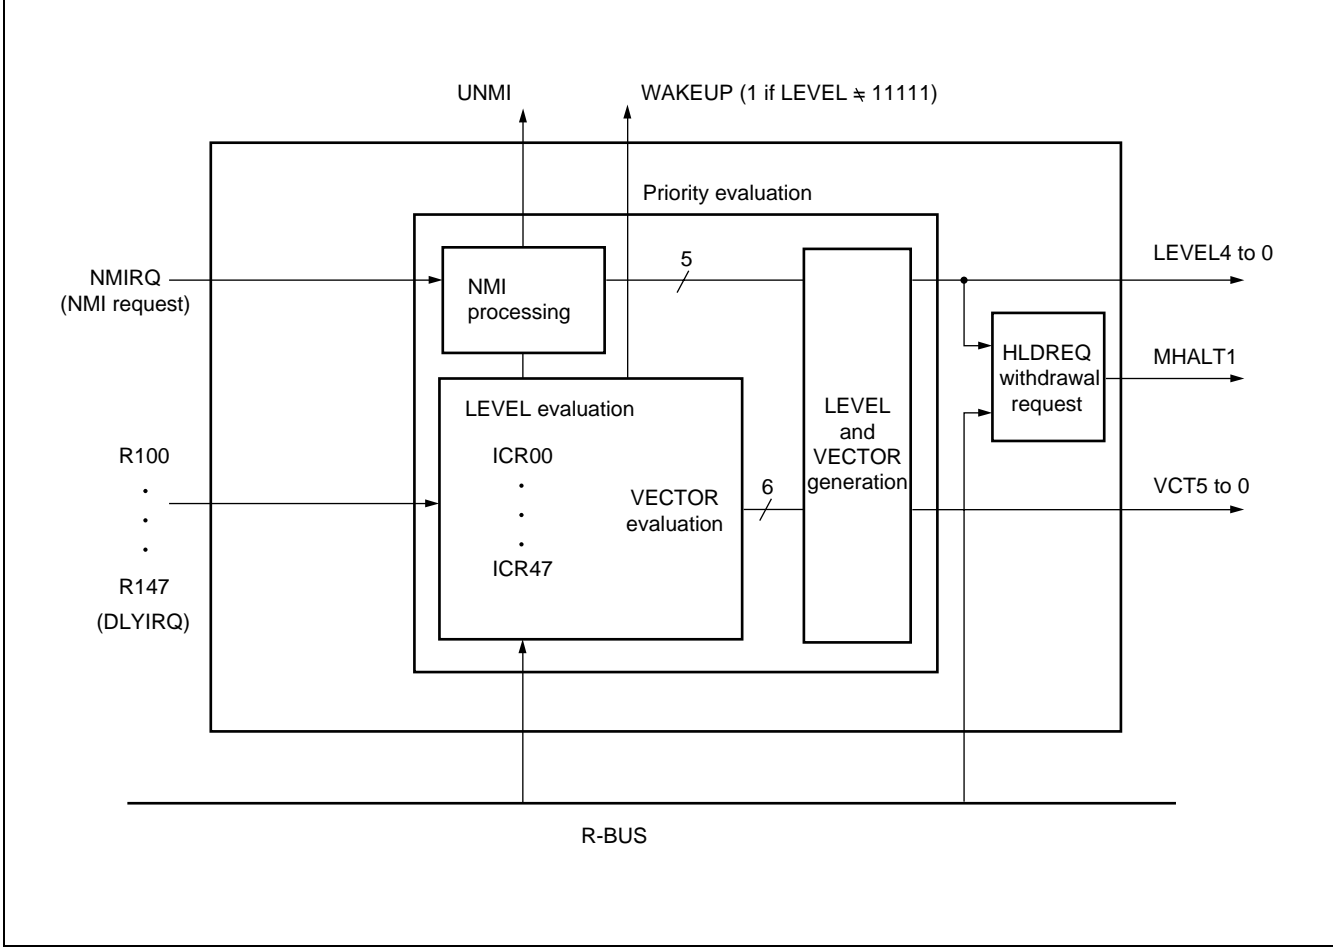 UNMI
WAKEUP (1 if LEVEL ≒ 11111)
Priority evaluation
NMIRQ
(NMI request)
NMI
processing
5
LEVEL4 to 0
HLDREQ
withdrawal
request
MHALT1
LEVEL evaluation
ICR00
.
.
.
ICR47
VECTOR
evaluation
6
LEVEL
and
VECTOR
generation
R100
.
.
.
R147
(DLYIRQ)
VCT5 to 0
R-BUS